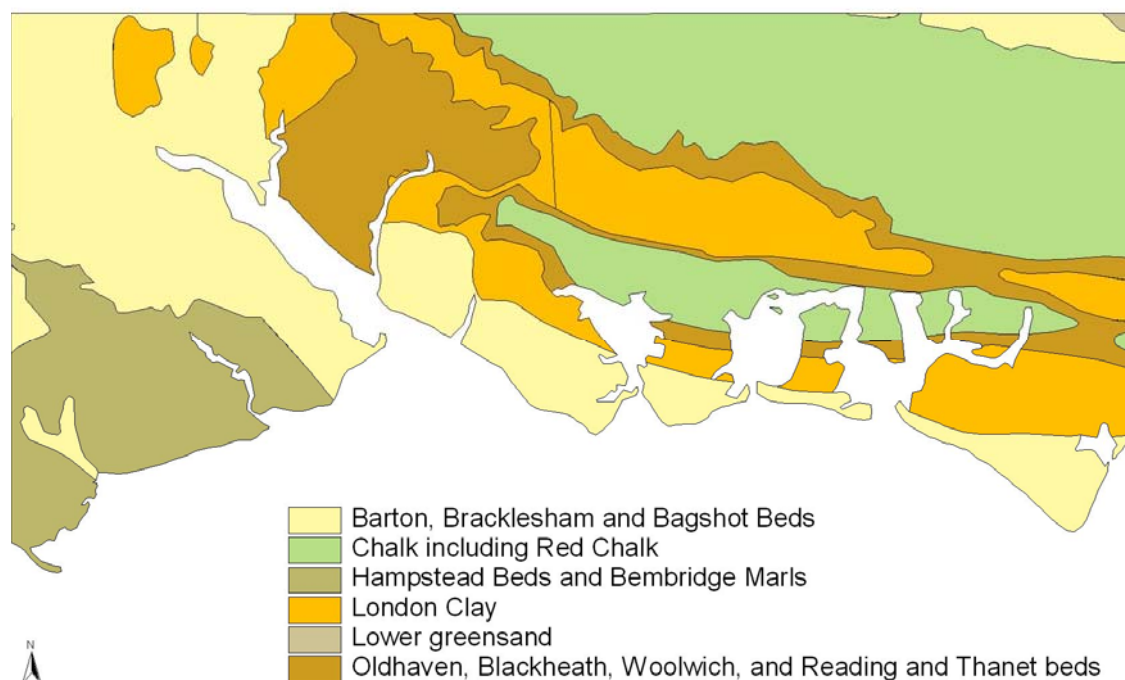 Barton, Bracklesham and Bagshot Beds
Chalk including Red Chalk
Hampstead Beds and Bembridge Marls
London Clay
Lower greensand
Oldhaven, Blackheath, Woolwich, and Reading and Thanet beds
N